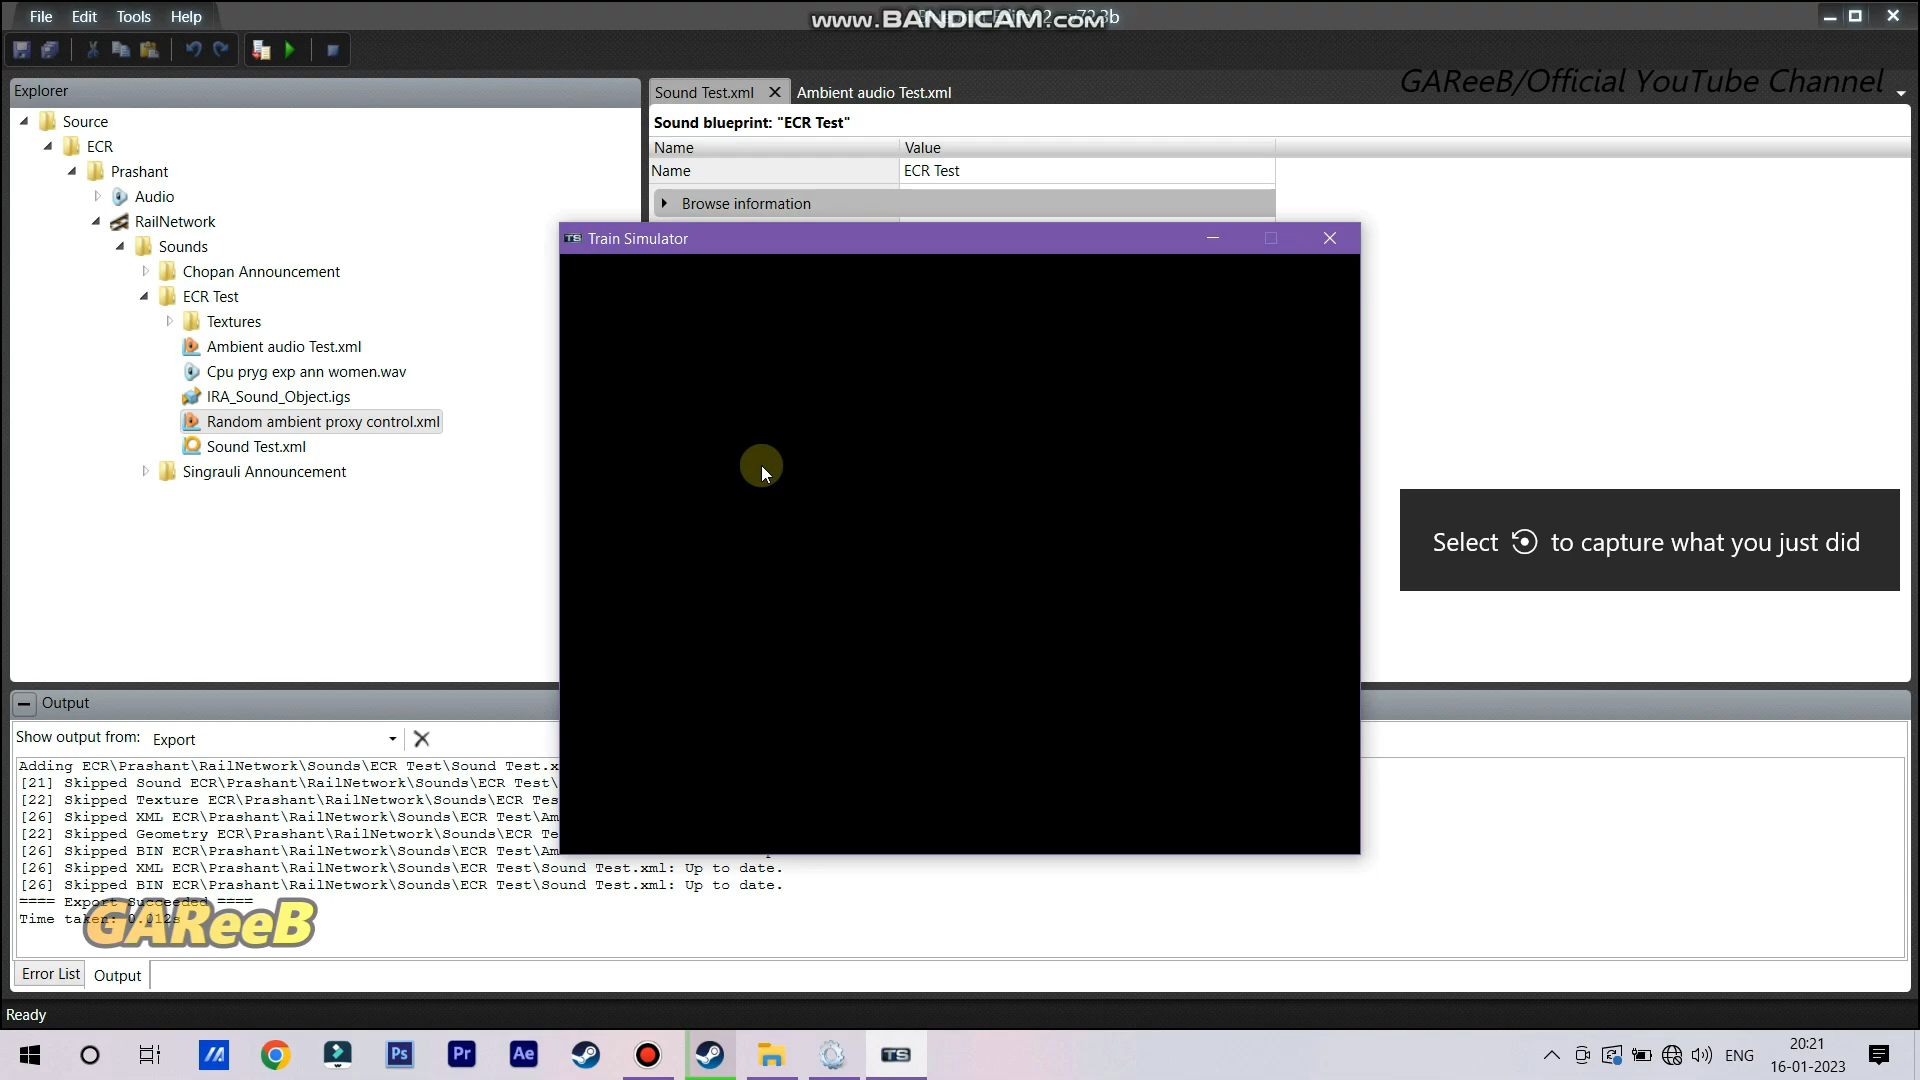 File Edit Tools Help
www.BANDICAM.com
GAReeB/Official YouTube Channel
Explorer
Source
ECR
Prashant
Audio
RailNetwork
Sounds
Chopan Announcement
ECR Test
Textures
Ambient audio Test.xml
Cpu pryg exp ann women.wav
IRA_Sound_Object.igs
Random ambient proxy control.xml
Sound Test.xml
Singrauli Announcement
Sound Test.xml Ambient audio Test.xml
Sound blueprint: "ECR Test"
Name Value
Name ECR Test
Browse information
TS Train Simulator
Select to capture what you just did
Output
Show output from: Export
Adding ECR\Prashant\RailNetwork\Sounds\ECR Test\Sound Test.x
[21] Skipped Sound ECR\Prashant\RailNetwork\Sounds\ECR Test\
[22] Skipped Texture ECR\Prashant\RailNetwork\Sounds\ECR Tes
[26] Skipped XML ECR\Prashant\RailNetwork\Sounds\ECR Test\Am
[22] Skipped Geometry ECR\Prashant\RailNetwork\Sounds\ECR Te
[26] Skipped BIN ECR\Prashant\RailNetwork\Sounds\ECR Test\Am
[26] Skipped XML ECR\Prashant\RailNetwork\Sounds\ECR Test\Sound Test.xml: Up to date.
[26] Skipped BIN ECR\Prashant\RailNetwork\Sounds\ECR Test\Sound Test.xml: Up to date.
==== Export Succeeded ====
Time taken: 0.012s
GAReeB
Error List Output
Ready
Ps Pr Ae TS
ENG
20:21
16-01-2023